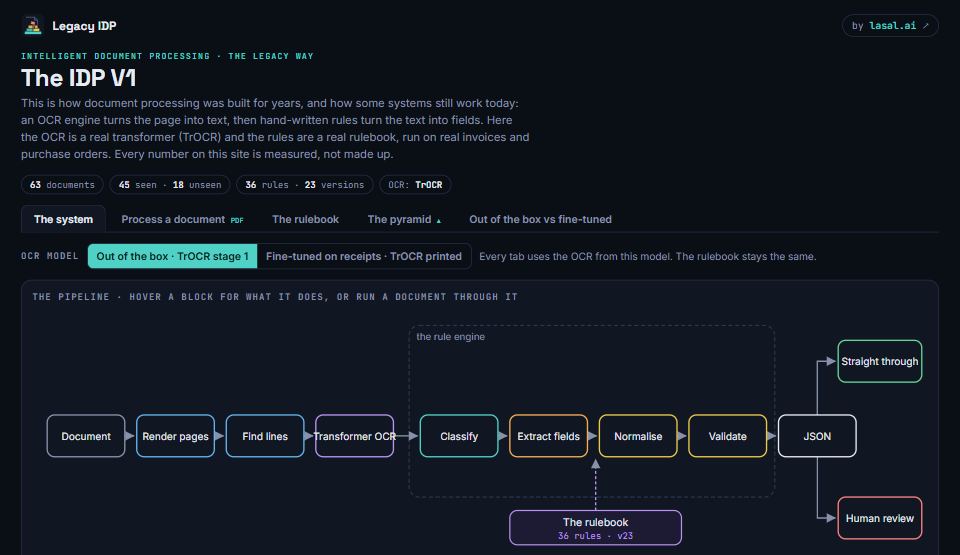 Legacy IDP
by lasal.ai ↗
INTELLIGENT DOCUMENT PROCESSING · THE LEGACY WAY
The IDP V1
This is how document processing was built for years, and how some systems still work today:
an OCR engine turns the page into text, then hand-written rules turn the text into fields. Here
the OCR is a real transformer (TrOCR) and the rules are a real rulebook, run on real invoices and
purchase orders. Every number on this site is measured, not made up.
63 documents
45 seen · 18 unseen
36 rules · 23 versions
OCR: TrOCR
The system
Process a document PDF
The rulebook
The pyramid ▲
Out of the box vs fine-tuned
OCR MODEL
Out of the box · TrOCR stage 1
Fine-tuned on receipts · TrOCR printed
Every tab uses the OCR from this model. The rulebook stays the same.
THE PIPELINE · HOVER A BLOCK FOR WHAT IT DOES, OR RUN A DOCUMENT THROUGH IT
the rule engine
Straight through
Document
Render pages
Find lines
Transformer OCR
Classify
Extract fields
Normalise
Validate
JSON
Human review
The rulebook
36 rules · v23